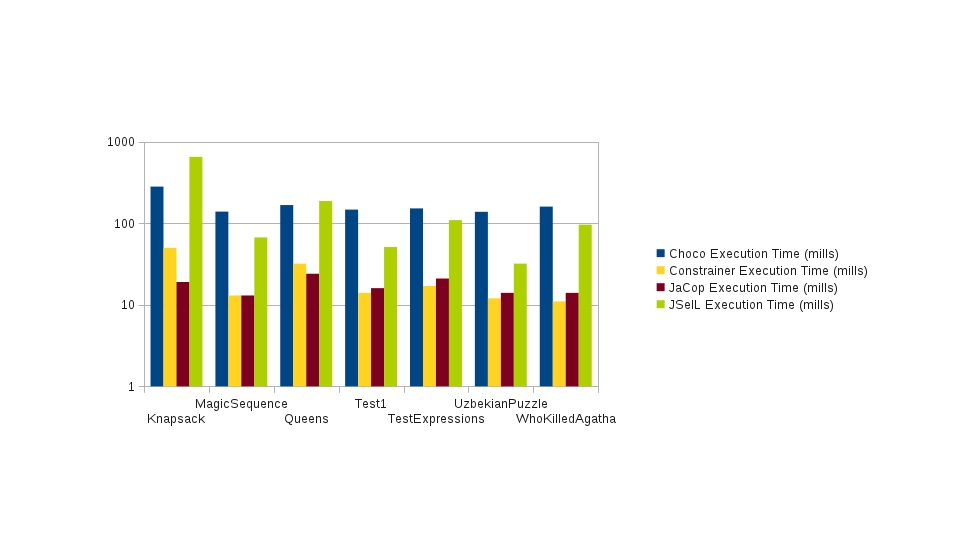 1000
100
10
1
MagicSequence
Test1
UzbekianPuzzle
Knapsack
Queens
TestExpressions
WhoKilledAgatha
Choco Execution Time (mills)
Constrainer Execution Time (mills)
JaCop Execution Time (mills)
JSelL Execution Time (mills)